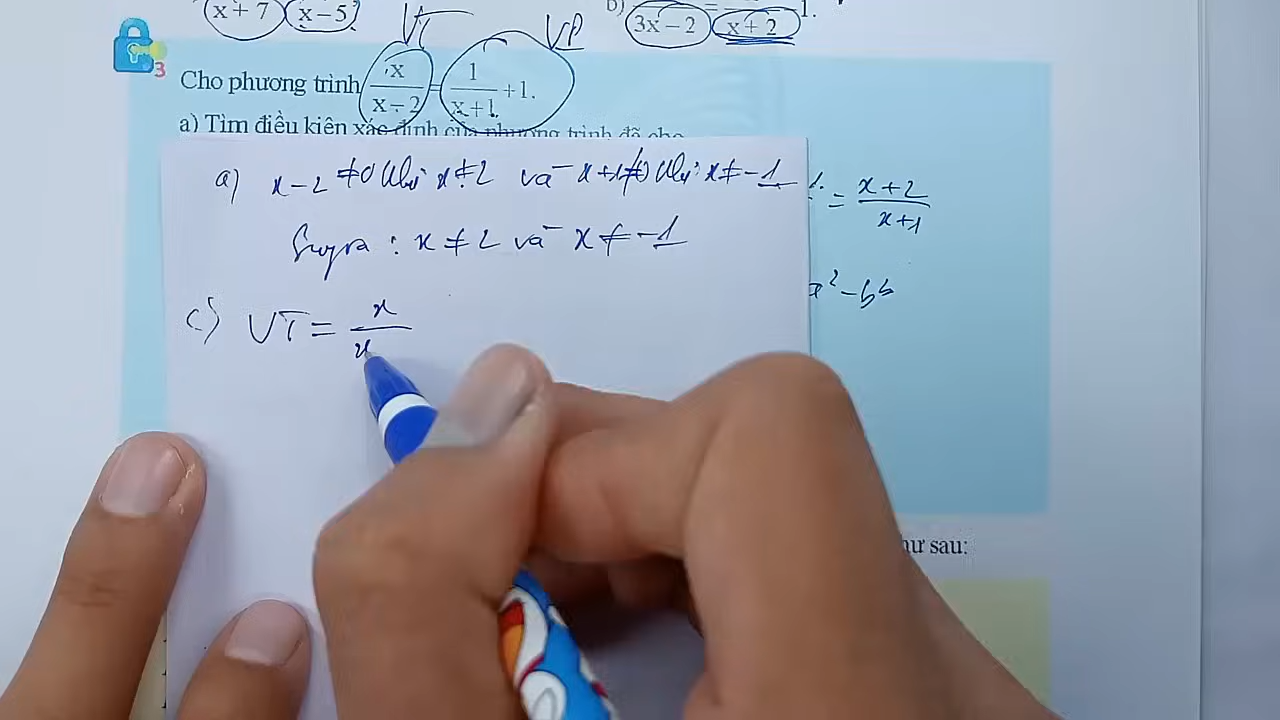 x + 7 x − 5 VT b) 3x − 2 = x + 2 − 1.
VP
3
Cho phương trình x/(x − 2) = 1/(x + 1) + 1.
a) Tìm điều kiện xác định của phương trình đã cho
a) x − 2 ≠ 0 khi x ≠ 2 và x + 1 ≠ 0 khi x ≠ −1
Suy ra : x ≠ 2 và x ≠ −1
= (x + 2)/(x + 1)
c) VT = x/x
như sau: